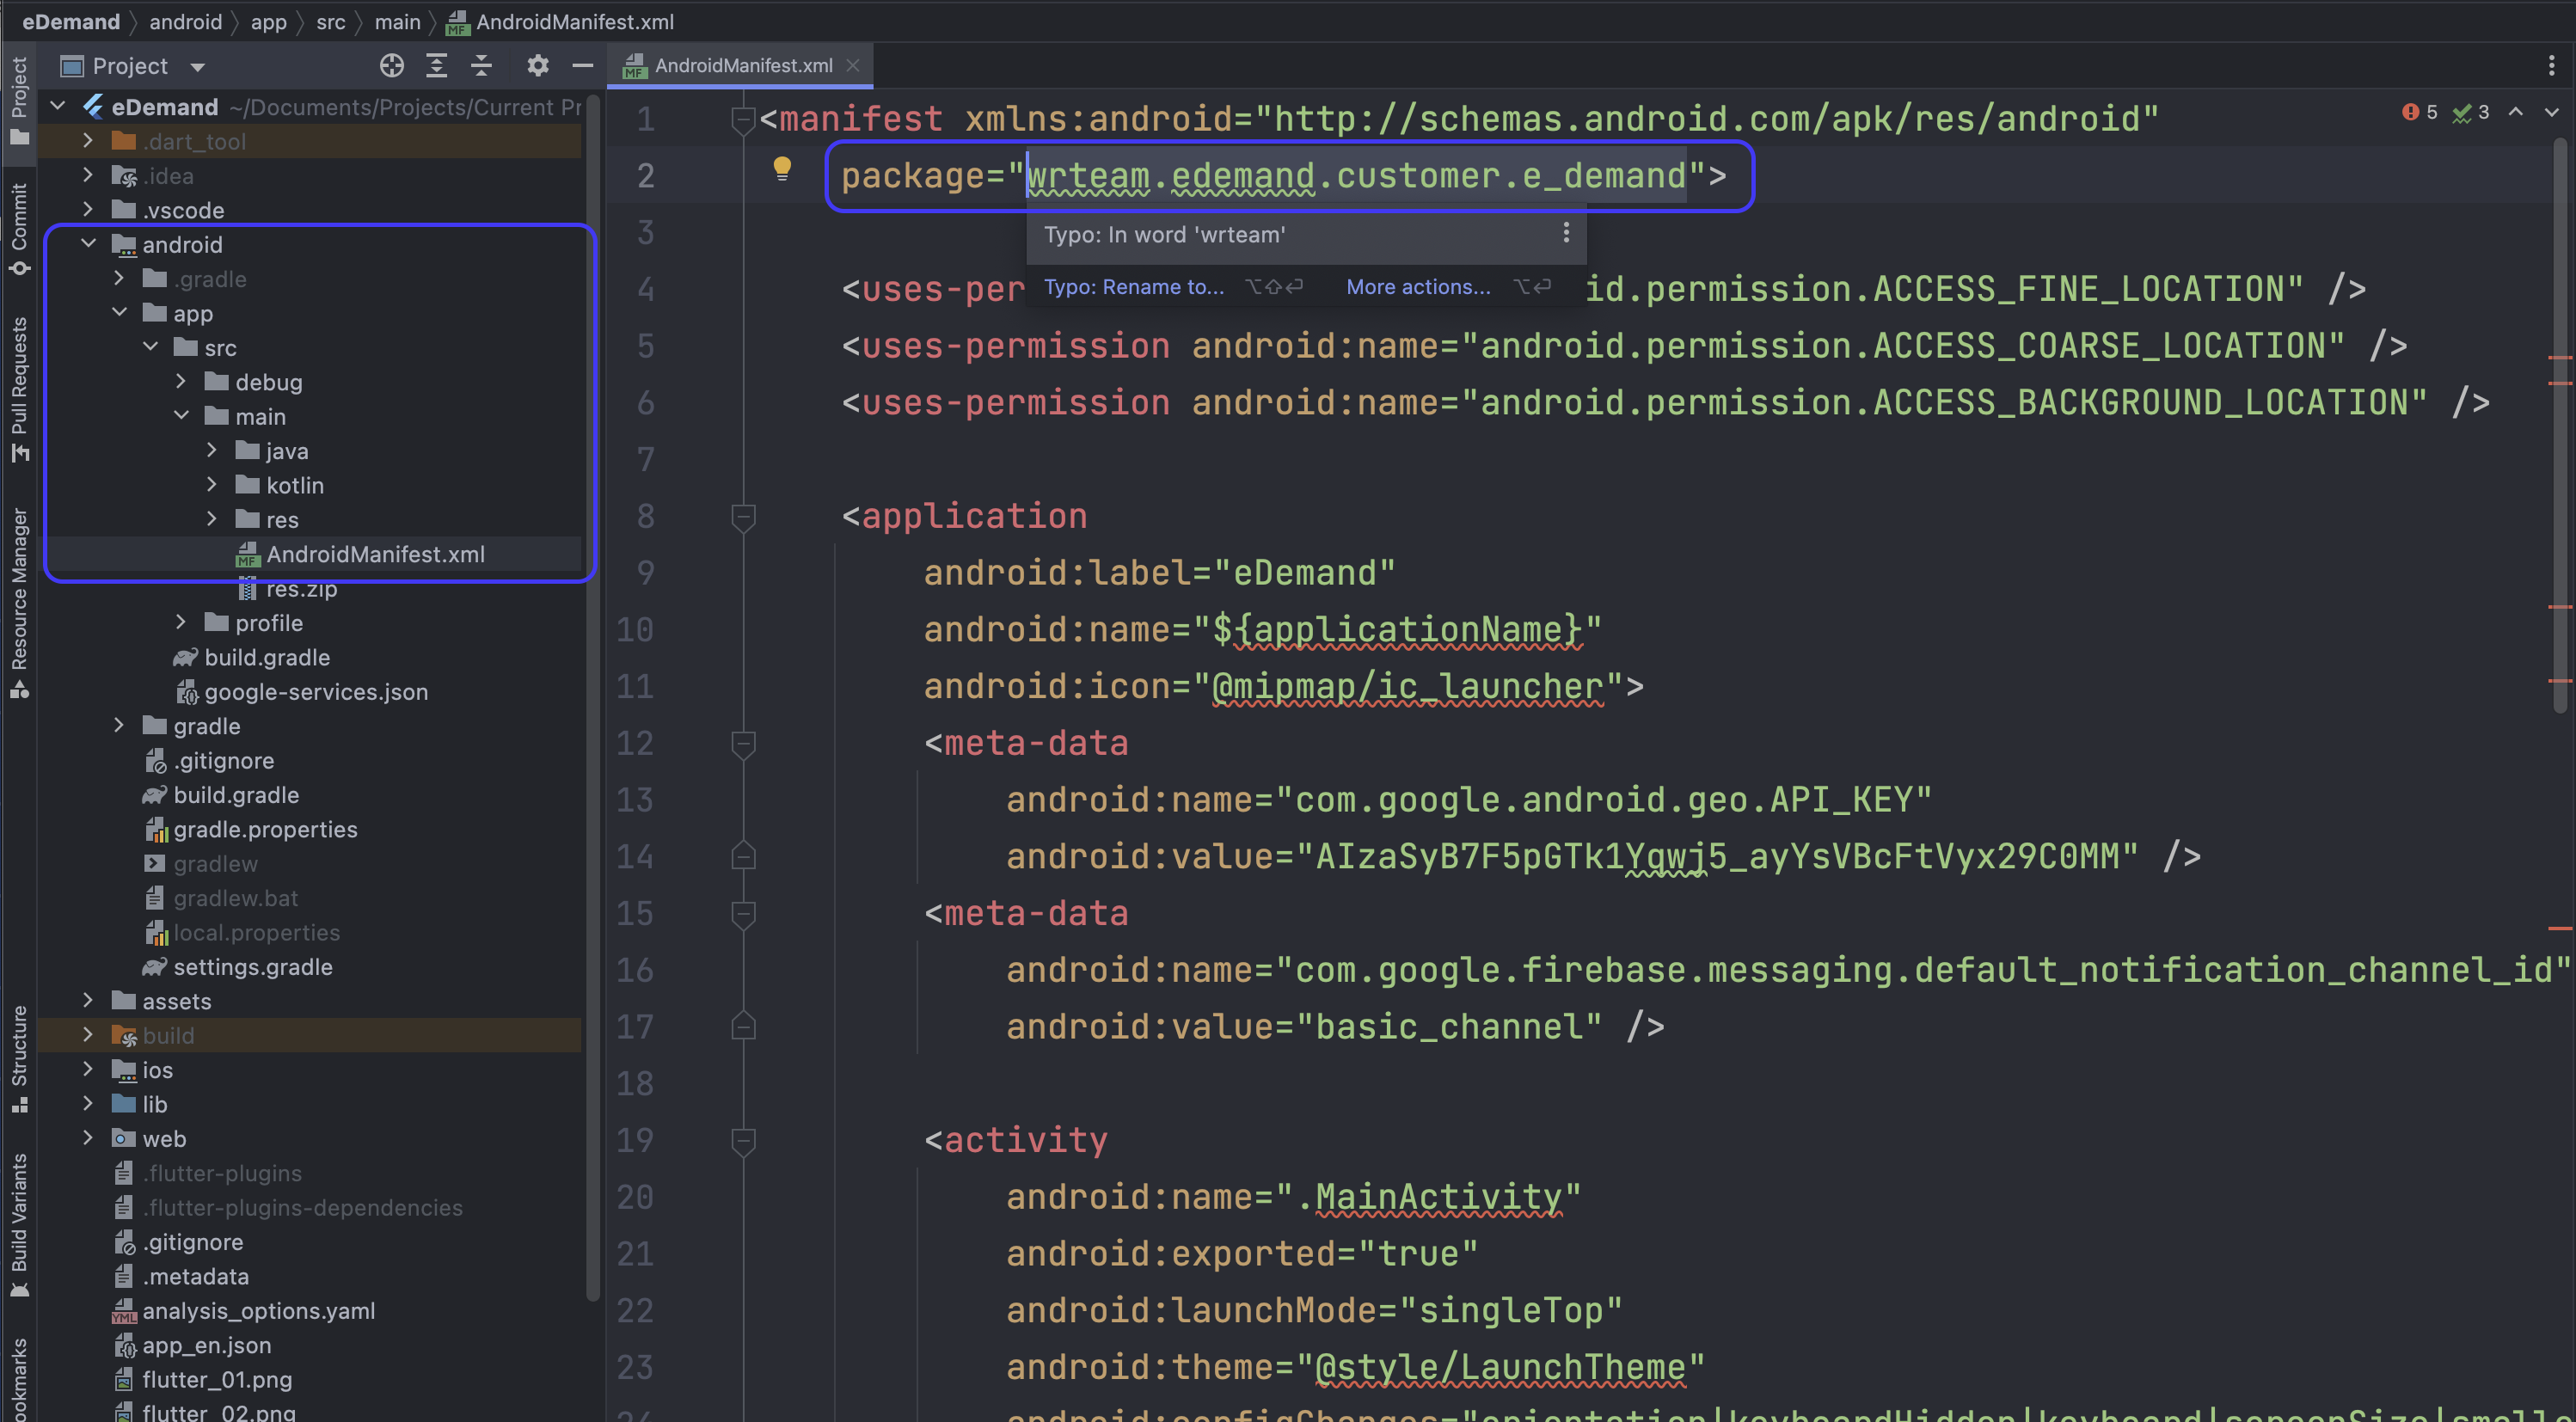 eDemand android app src main AndroidManifest.xml
Project
AndroidManifest.xml
Project
Commit
Pull Requests
Resource Manager
Structure
Build Variants
eDemand ~/Documents/Projects/Current Pr
.dart_tool
.idea
.vscode
android
.gradle
app
src
debug
main
java
kotlin
res
AndroidManifest.xml
res.zip
profile
build.gradle
google-services.json
gradle
.gitignore
build.gradle
gradle.properties
gradlew
gradlew.bat
local.properties
settings.gradle
assets
build
ios
lib
web
.flutter-plugins
.flutter-plugins-dependencies
.gitignore
.metadata
analysis_options.yaml
app_en.json
flutter_01.png
flutter_02.png
5 3
1 <manifest xmlns:android="http://schemas.android.com/apk/res/android"
2 package="wrteam.edemand.customer.e_demand">
3
Typo: In word 'wrteam'
Typo: Rename to... ⌥⇧⏎ More actions... ⌥⏎
4 <uses-per id.permission.ACCESS_FINE_LOCATION" />
5 <uses-permission android:name="android.permission.ACCESS_COARSE_LOCATION" />
6 <uses-permission android:name="android.permission.ACCESS_BACKGROUND_LOCATION" />
7
8 <application
9 android:label="eDemand"
10 android:name="${applicationName}"
11 android:icon="@mipmap/ic_launcher">
12 <meta-data
13 android:name="com.google.android.geo.API_KEY"
14 android:value="AIzaSyB7F5pGTk1Yqwj5_ayYsVBcFtVyx29C0MM" />
15 <meta-data
16 android:name="com.google.firebase.messaging.default_notification_channel_id"
17 android:value="basic_channel" />
18
19 <activity
20 android:name=".MainActivity"
21 android:exported="true"
22 android:launchMode="singleTop"
23 android:theme="@style/LaunchTheme"